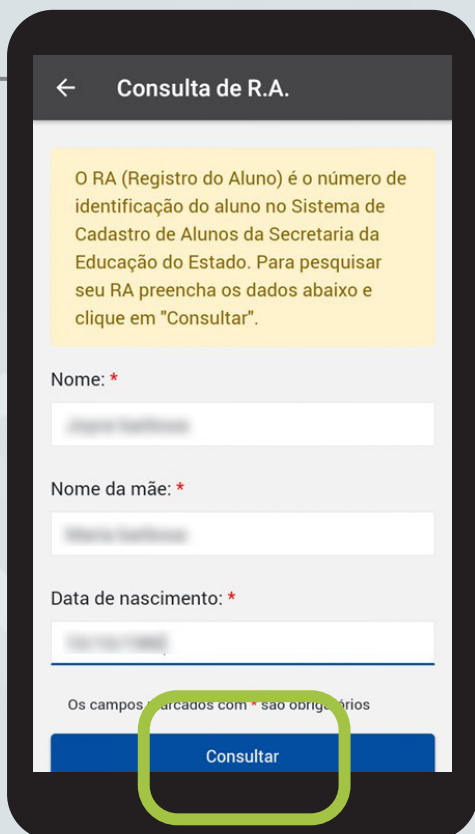 Consulta de R.A.
O RA (Registro do Aluno) é o número de
identificação do aluno no Sistema de
Cadastro de Alunos da Secretaria da
Educação do Estado. Para pesquisar
seu RA preencha os dados abaixo e
clique em "Consultar".
Nome: *
Nome da mãe: *
Data de nascimento: *
Os campos marcados com * são obrigatórios
Consultar